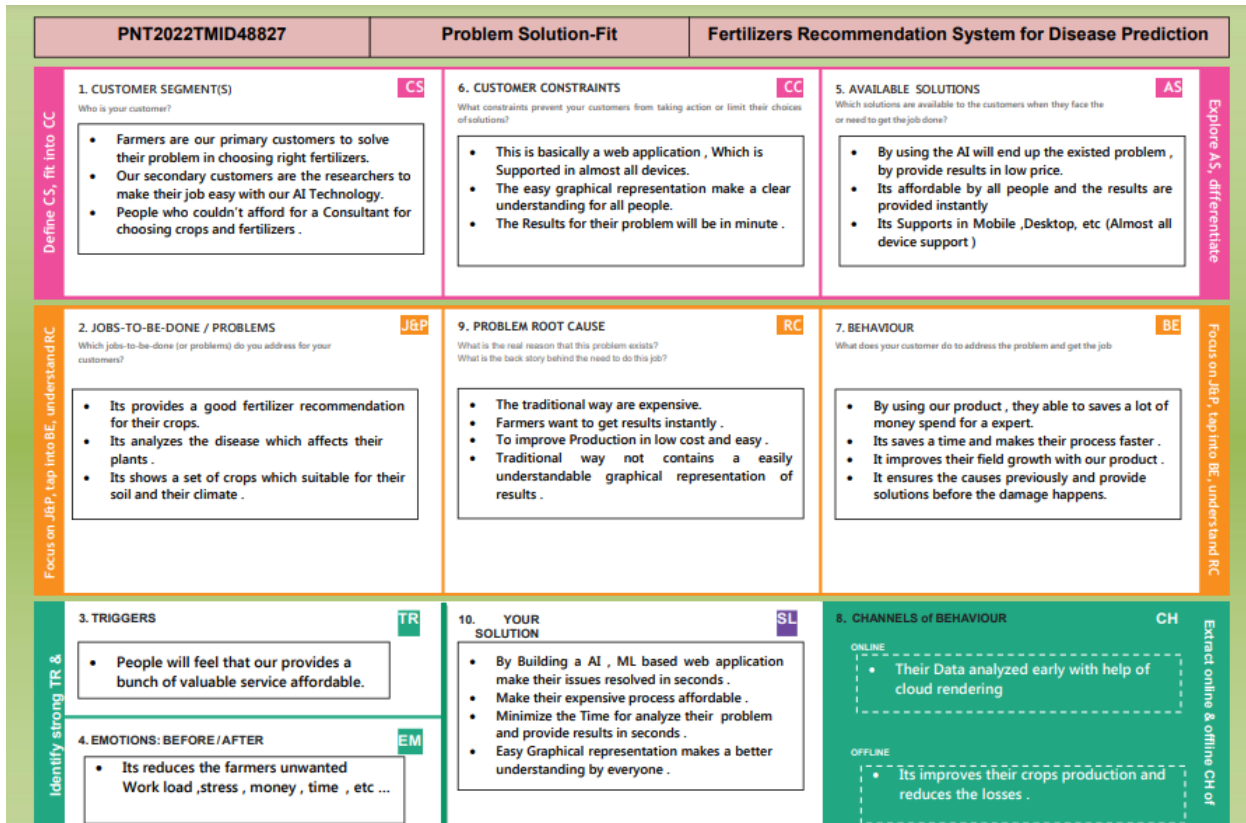 PNT2022TMID48827
Problem Solution-Fit
Fertilizers Recommendation System for Disease Prediction
Define CS, fit into CC
1. CUSTOMER SEGMENT(S)
CS
Who is your customer?
• Farmers are our primary customers to solve
their problem in choosing right fertilizers.
• Our secondary customers are the researchers to
make their job easy with our AI Technology.
• People who couldn't afford for a Consultant for
choosing crops and fertilizers .
6. CUSTOMER CONSTRAINTS
CC
What constraints prevent your customers from taking action or limit their choices
of solutions?
• This is basically a web application , Which is
Supported in almost all devices.
• The easy graphical representation make a clear
understanding for all people.
• The Results for their problem will be in minute .
5. AVAILABLE SOLUTIONS
AS
Which solutions are available to the customers when they face the
or need to get the job done?
• By using the AI will end up the existed problem ,
by provide results in low price.
• Its affordable by all people and the results are
provided instantly
• Its Supports in Mobile ,Desktop, etc (Almost all
device support )
Explore AS, differentiate
Focus on J&P, tap into BE, understand RC
2. JOBS-TO-BE-DONE / PROBLEMS
J&P
Which jobs-to-be-done (or problems) do you address for your
customers?
• Its provides a good fertilizer recommendation
for their crops.
• Its analyzes the disease which affects their
plants .
• Its shows a set of crops which suitable for their
soil and their climate .
9. PROBLEM ROOT CAUSE
RC
What is the real reason that this problem exists?
What is the back story behind the need to do this job?
• The traditional way are expensive.
• Farmers want to get results instantly .
• To improve Production in low cost and easy .
• Traditional way not contains a easily
understandable graphical representation of
results .
7. BEHAVIOUR
BE
What does your customer do to address the problem and get the job
• By using our product , they able to saves a lot of
money spend for a expert.
• Its saves a time and makes their process faster .
• It improves their field growth with our product .
• It ensures the causes previously and provide
solutions before the damage happens.
Focus on J&P, tap into BE, understand RC
Identify strong TR &
3. TRIGGERS
TR
• People will feel that our provides a
bunch of valuable service affordable.
4. EMOTIONS: BEFORE / AFTER
EM
• Its reduces the farmers unwanted
Work load ,stress , money , time , etc ...
10. YOUR
SOLUTION
SL
• By Building a AI , ML based web application
make their issues resolved in seconds .
• Make their expensive process affordable .
• Minimize the Time for analyze their problem
and provide results in seconds .
• Easy Graphical representation makes a better
understanding by everyone .
8. CHANNELS of BEHAVIOUR
CH
ONLINE
• Their Data analyzed early with help of
cloud rendering
OFFLINE
• Its improves their crops production and
reduces the losses .
Extract online & offline CH of